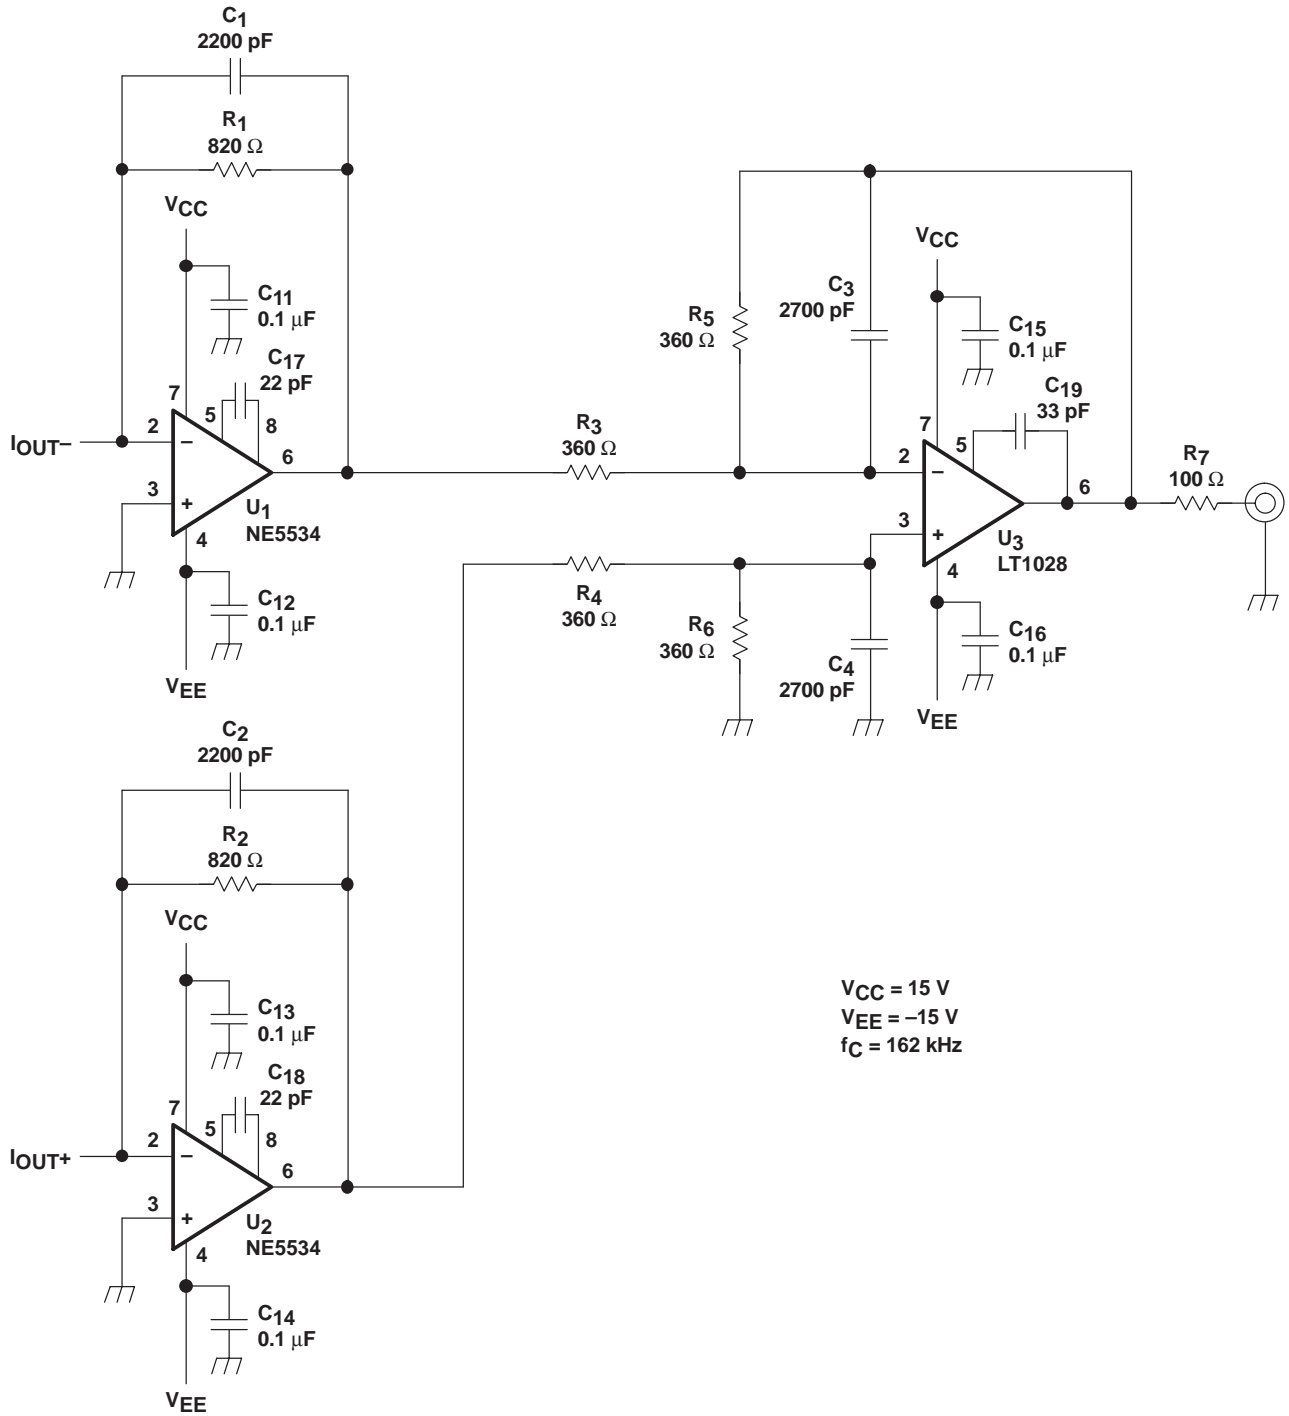 C1
2200 pF
R1
820 Ω
VCC
C11
0.1 µF
C17
22 pF
7
5
8
2
–
IOUT–
6
3
+
U1
NE5534
4
C12
0.1 µF
VEE
R3
360 Ω
R5
360 Ω
C3
2700 pF
VCC
C15
0.1 µF
C19
33 pF
7
5
2
–
6
R7
100 Ω
3
+
U3
LT1028
4
R4
360 Ω
R6
360 Ω
C4
2700 pF
C16
0.1 µF
VEE
C2
2200 pF
R2
820 Ω
VCC
C13
0.1 µF
C18
22 pF
7
5
8
2
–
IOUT+
6
3
+
U2
NE5534
4
C14
0.1 µF
VEE
VCC = 15 V
VEE = –15 V
fC = 162 kHz